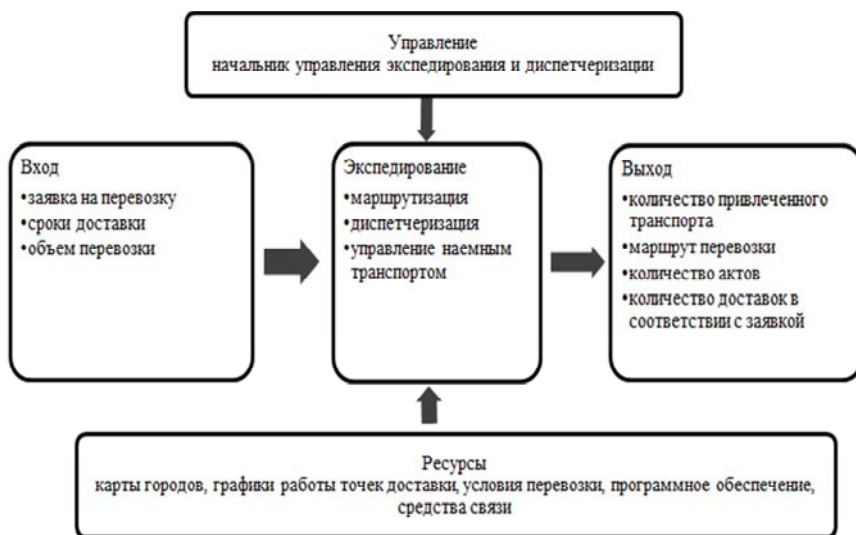 Управление
начальник управления экспедирования и диспетчеризации
Вход
•заявка на перевозку
•сроки доставки
•объем перевозки
Экспедирование
•маршрутизация
•диспетчеризация
•управление наемным
транспортом
Выход
•количество привлеченного
транспорта
•маршрут перевозки
•количество актов
•количество доставок в
соответствии с заявкой
Ресурсы
карты городов, графики работы точек доставки, условия перевозки, программное обеспечение,
средства связи